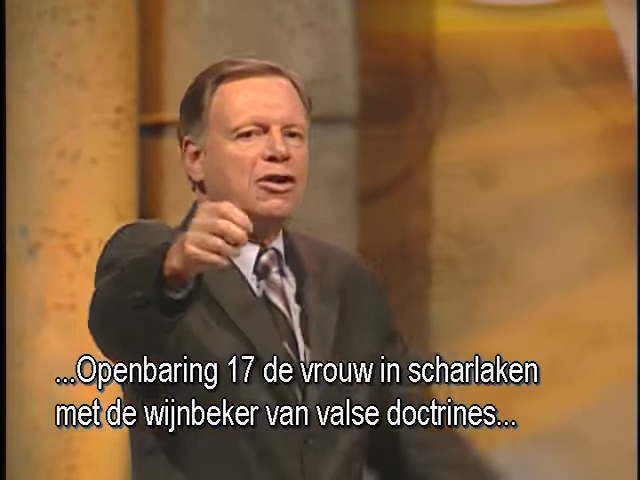 ...Openbaring 17 de vrouw in scharlaken
met de wijnbeker van valse doctrines...